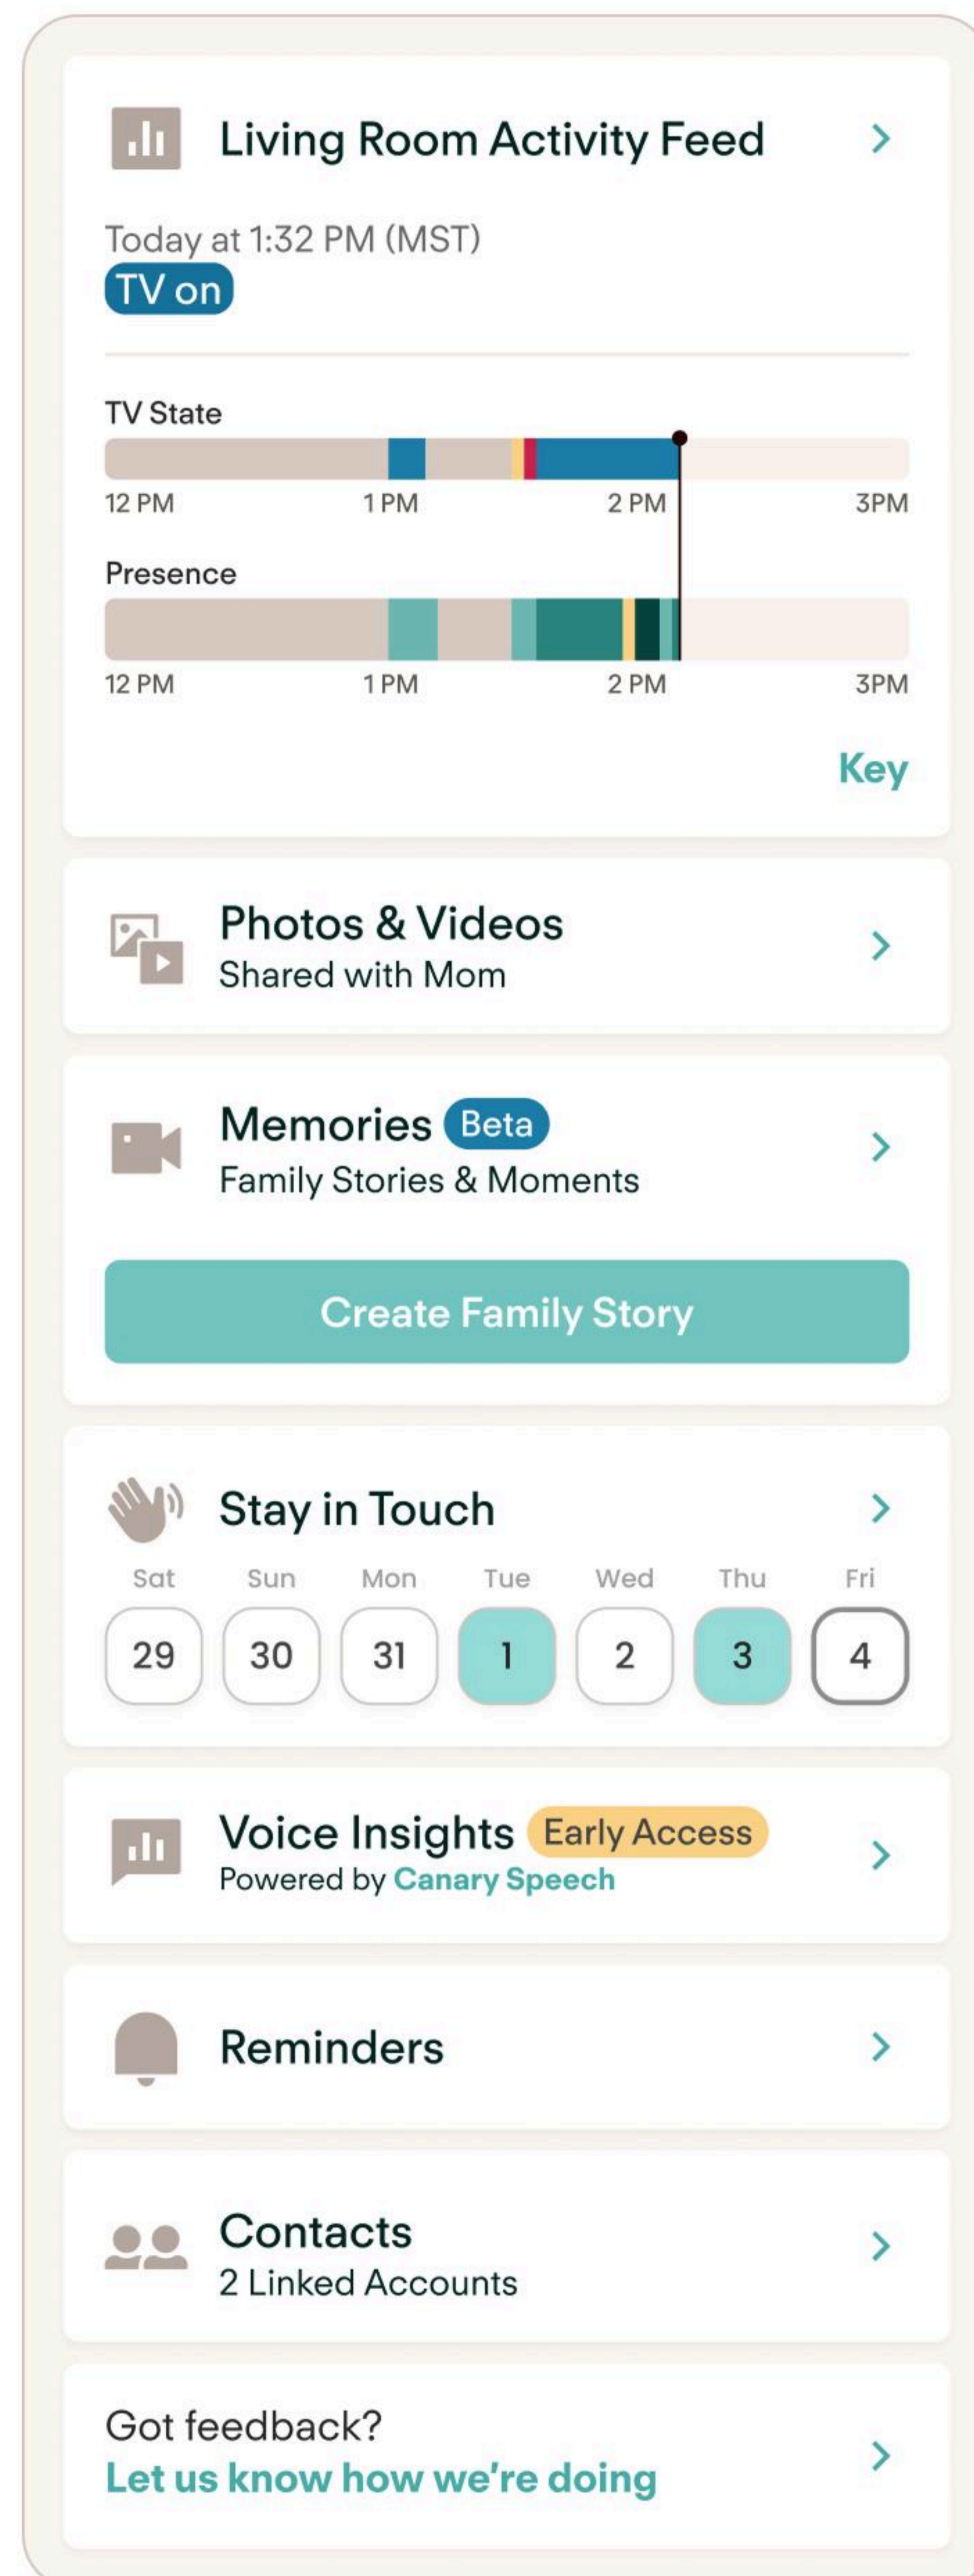 Living Room Activity Feed
Today at 1:32 PM (MST)
TV on
TV State
12 PM 1 PM 2 PM 3PM
Presence
12 PM 1 PM 2 PM 3PM
Key
Photos & Videos
Shared with Mom
Memories Beta
Family Stories & Moments
Create Family Story
Stay in Touch
Sat Sun Mon Tue Wed Thu Fri
29 30 31 1 2 3 4
Voice Insights Early Access
Powered by Canary Speech
Reminders
Contacts
2 Linked Accounts
Got feedback?
Let us know how we're doing